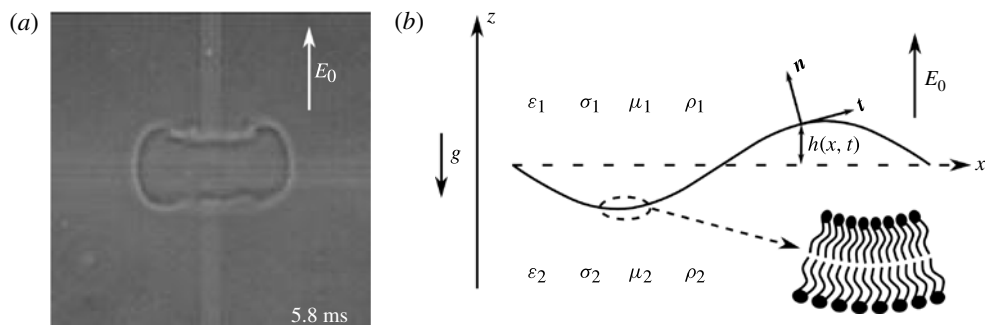 (a)
E₀
5.8 ms
(b)
z
n
t
E₀
ε₁ σ₁ μ₁ ρ₁
h(x, t)
g
x
ε₂ σ₂ μ₂ ρ₂